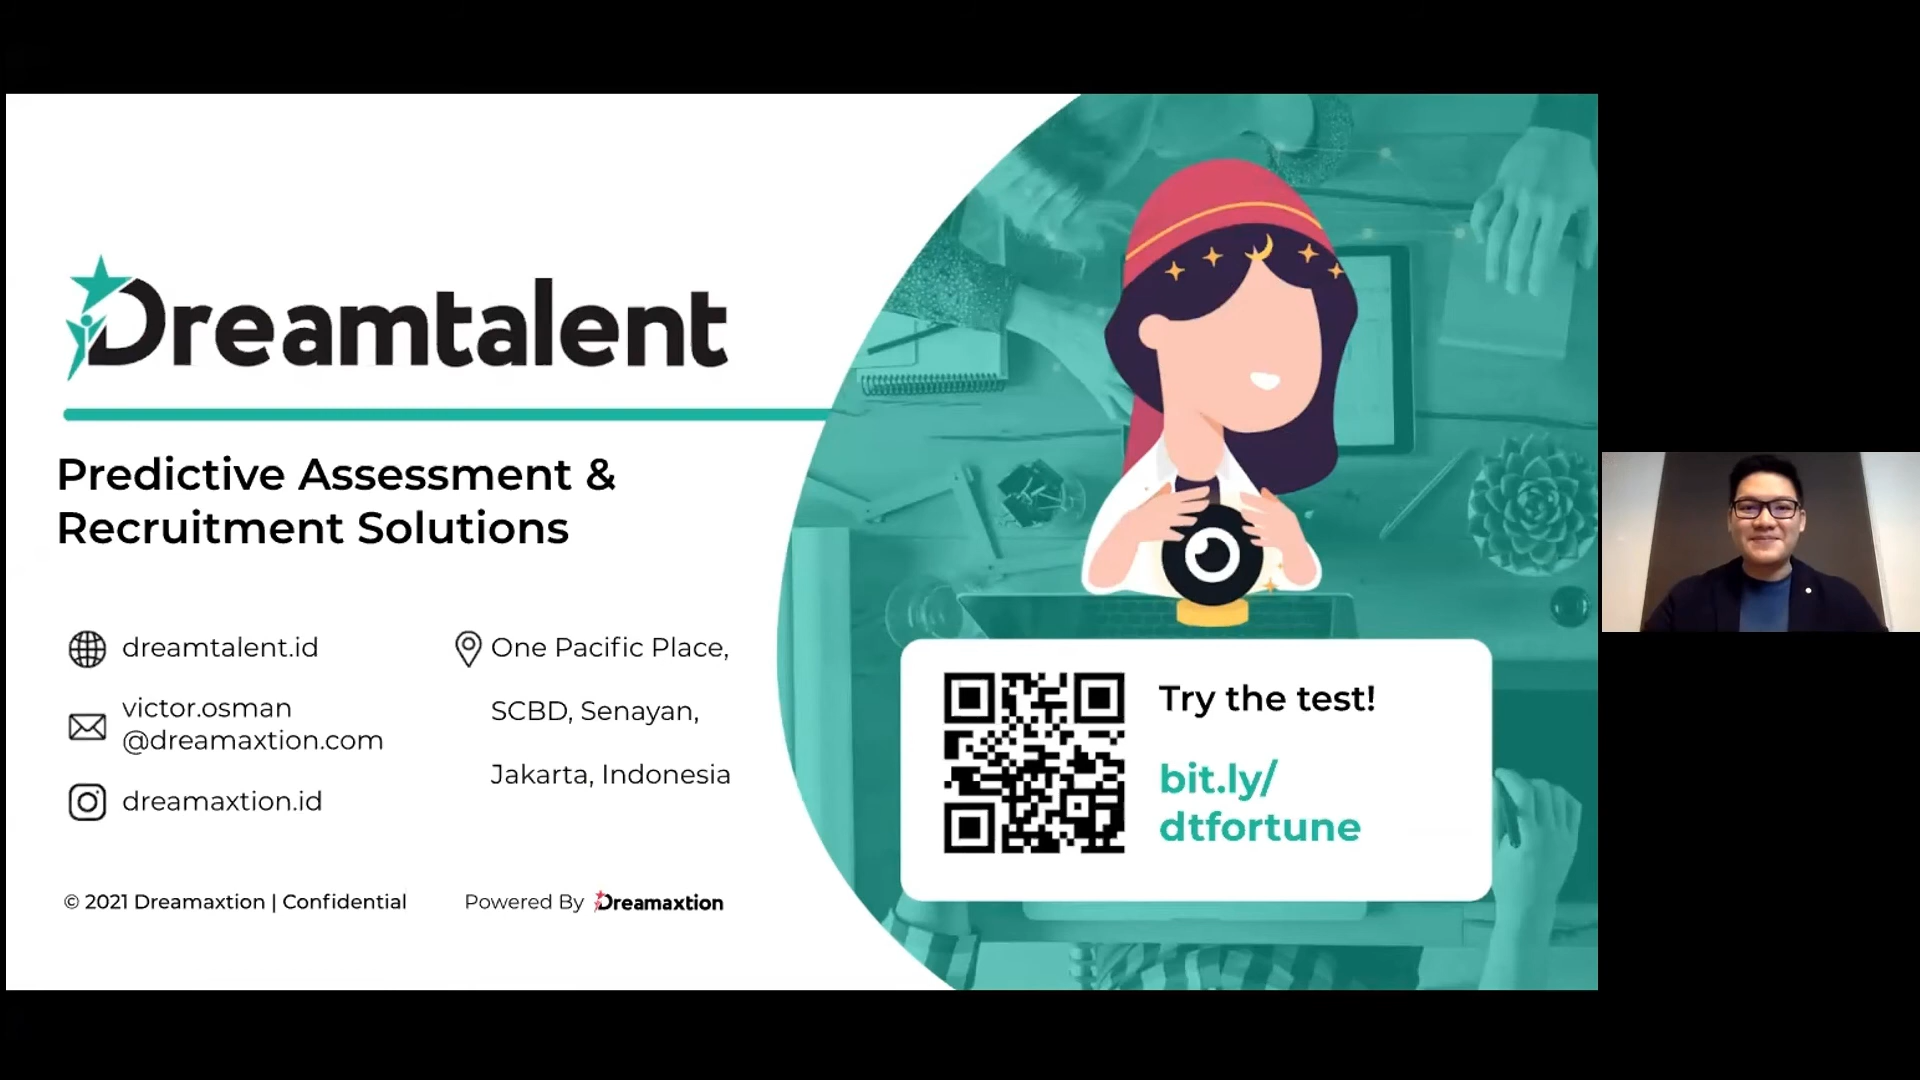 Dreamtalent
Predictive Assessment &
Recruitment Solutions
dreamtalent.id
victor.osman
@dreamaxtion.com
dreamaxtion.id
One Pacific Place,
SCBD, Senayan,
Jakarta, Indonesia
© 2021 Dreamaxtion | Confidential
Powered By Dreamaxtion
Try the test!
bit.ly/
dtfortune